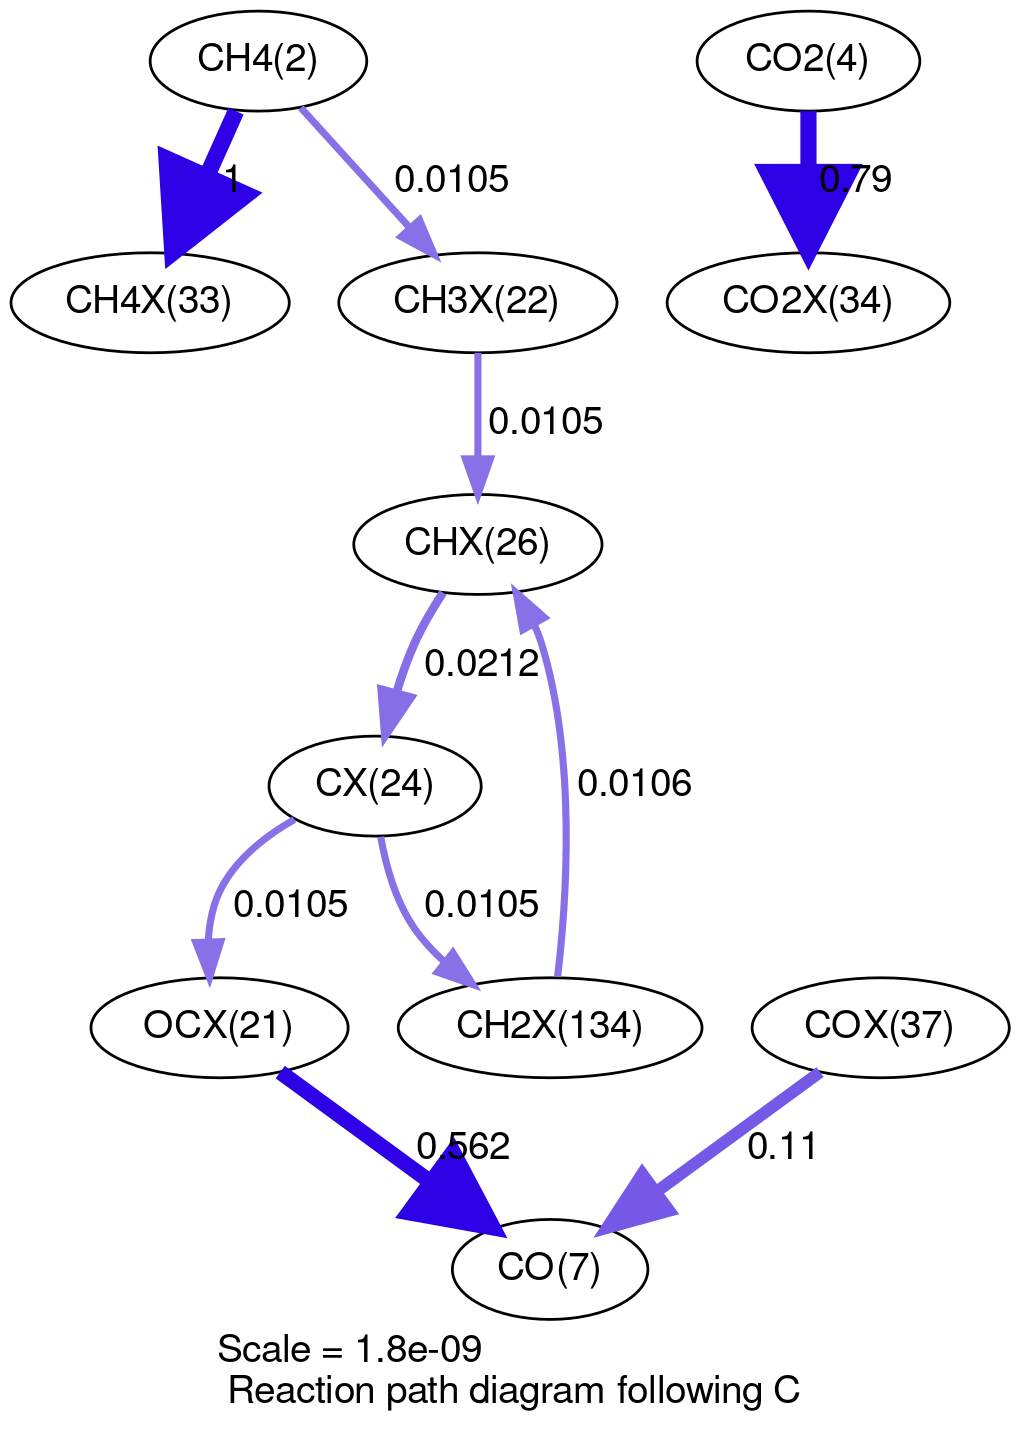 CH4(2)
CO2(4)
1
0.0105
0.79
CH4X(33)
CH3X(22)
CO2X(34)
0.0105
CHX(26)
0.0212
CX(24)
0.0106
0.0105
0.0105
OCX(21)
CH2X(134)
COX(37)
0.562
0.11
CO(7)
Scale = 1.8e-09
Reaction path diagram following C